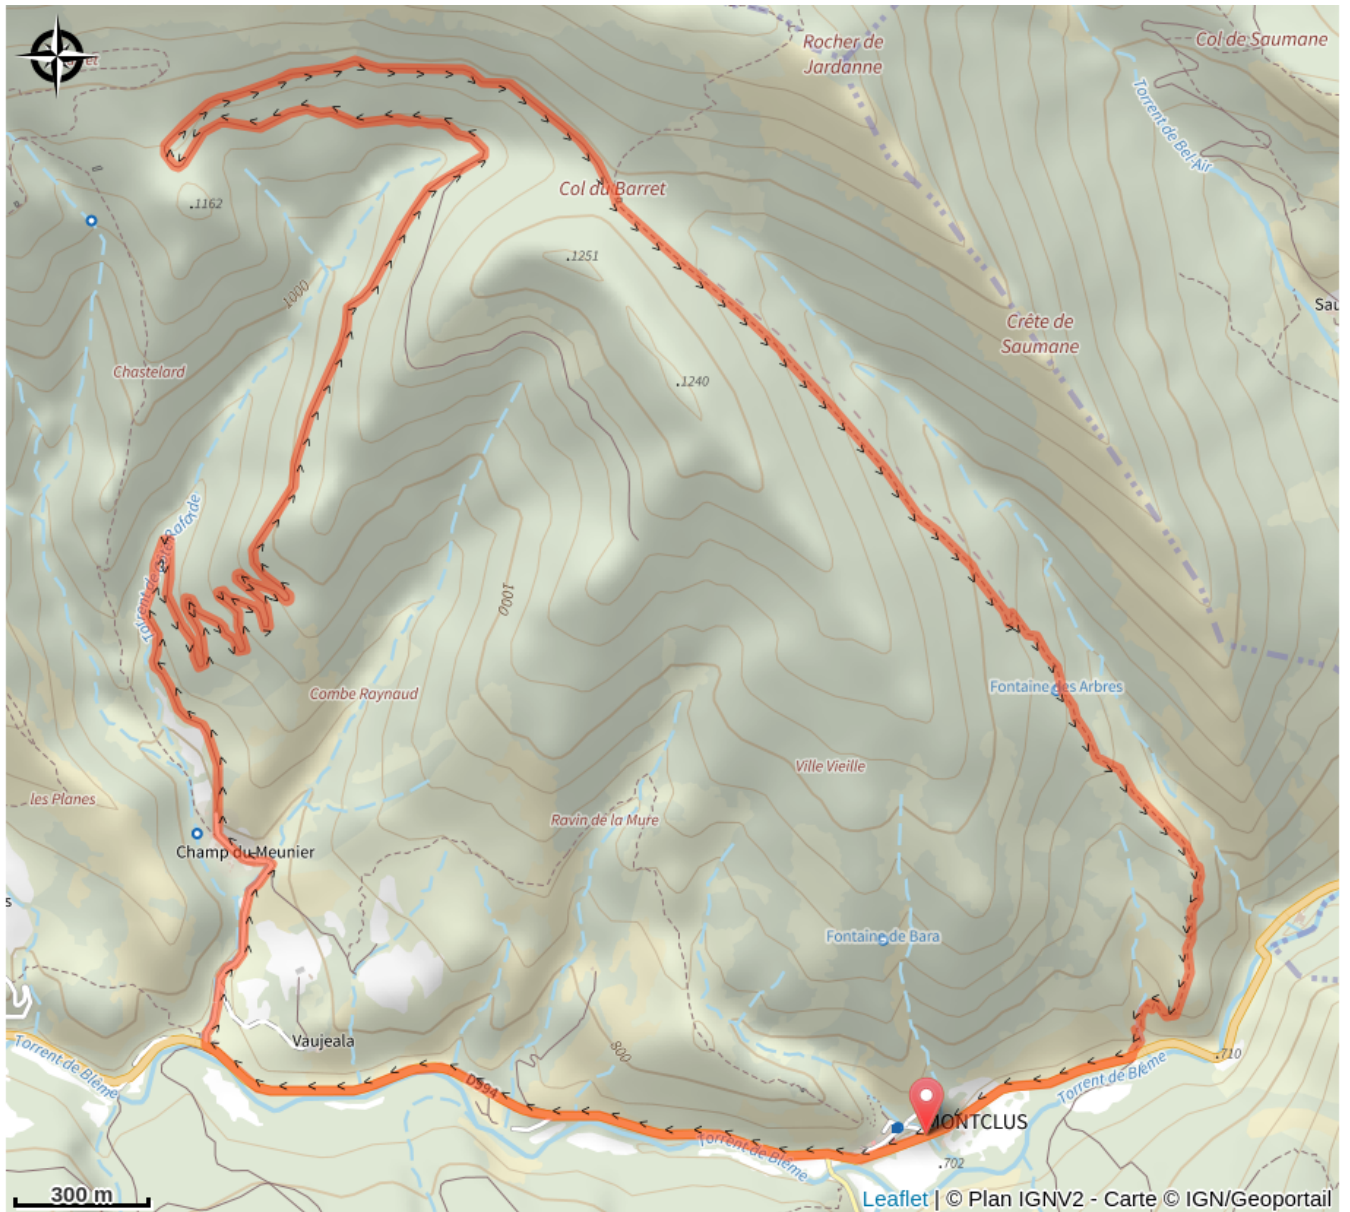 Rocher de
Jardanne
Col de Saumane
Torrent de Bel-Air
Col du Barret
.1162
.1251
1000
Sau
Crête de
Saumane
Chastelard
.1240
1000
Combe Raynaud
Fontaine des Arbres
Ville Vieille
les Planes
Ravin de la Mure
Champ du Meunier
s
Fontaine de Bara
Vaujeala
800
.710
Torrent de Blème
Torrent de Blème
D994
MONTCLUS
Torrent de Blème
.702
300 m
Leaflet | © Plan IGNV2 - Carte © IGN/Geoportail